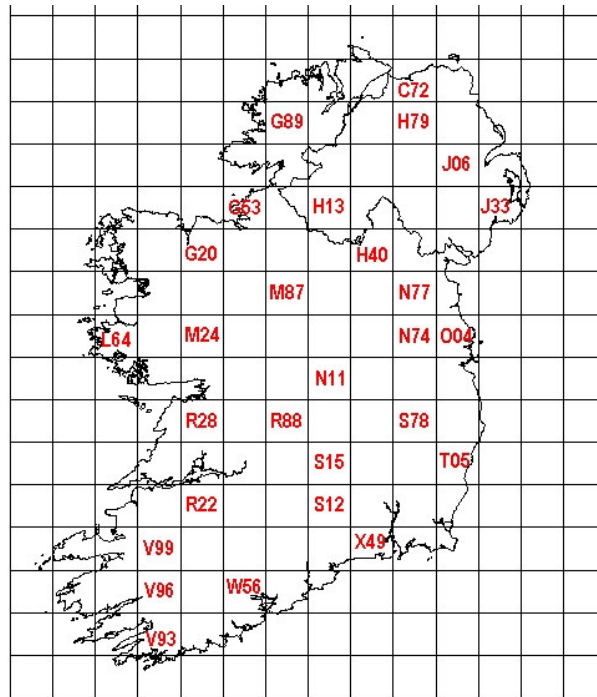 C72
G89 H79
J06
G53 H13 J33
G20 H40
M87 N77
L64 M24 N74 O04
N11
R28 R88 S78
S15 T05
R22 S12
V99 X49
V96 W56
V93